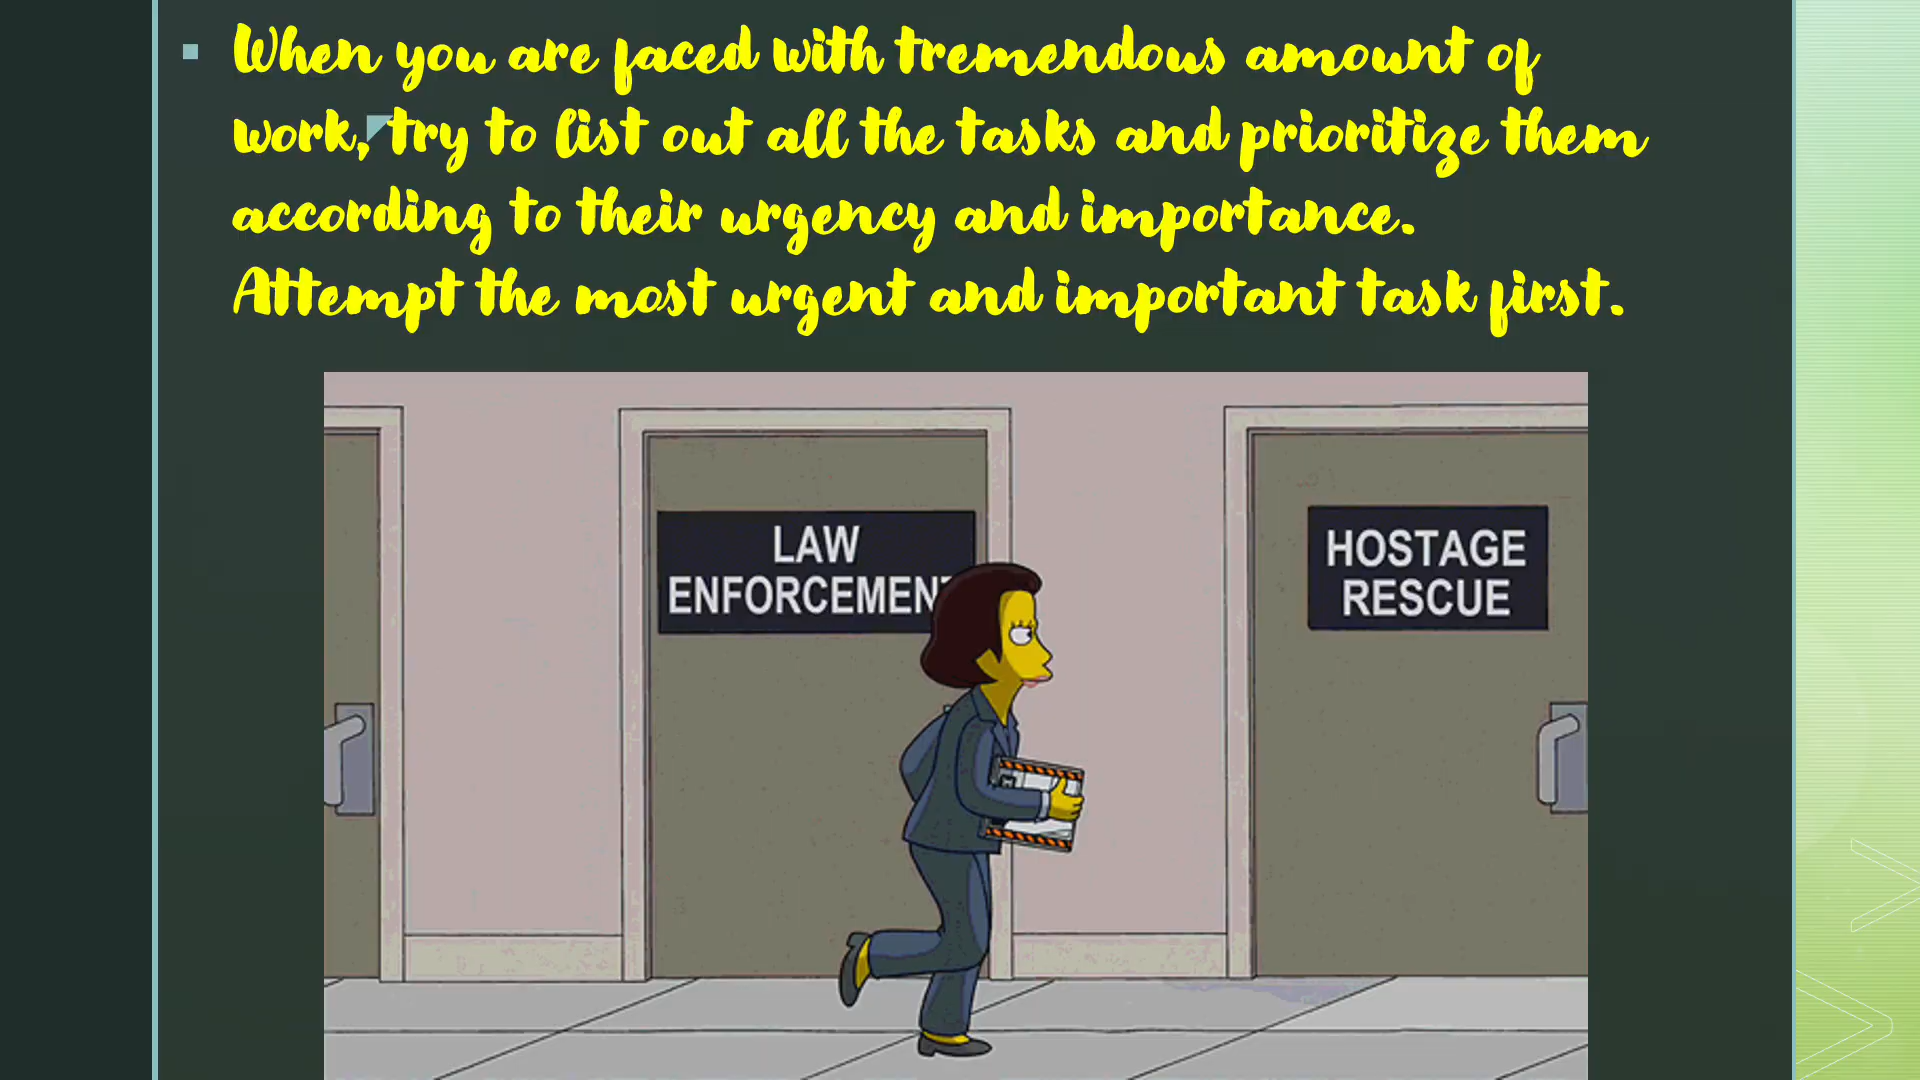 When you are faced with tremendous amount of
work, try to list out all the tasks and prioritize them
according to their urgency and importance.
Attempt the most urgent and important task first.
LAW
ENFORCEMEN
HOSTAGE
RESCUE